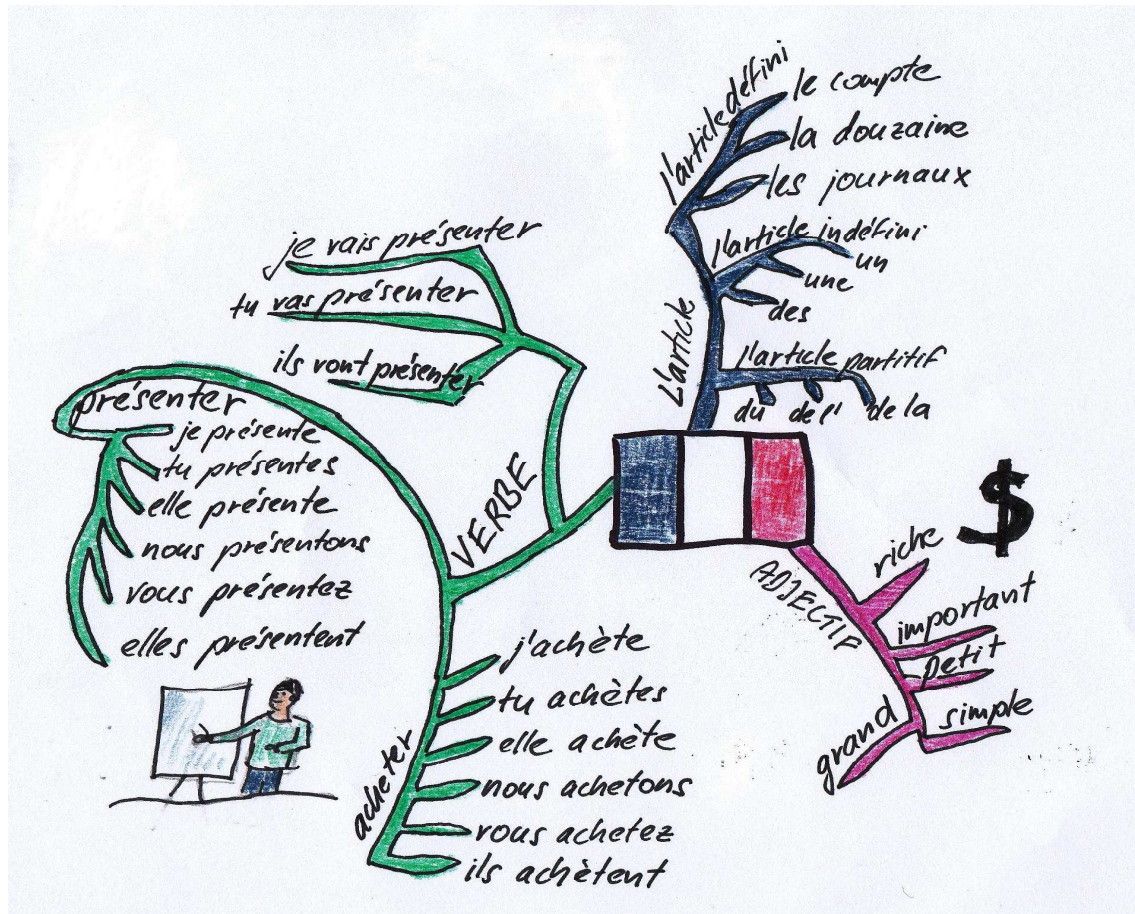 l'article défini
le compte
la douzaine
les journaux
l'article indéfini
un
une
des
l'article partitif
du de l' de la
L'article
je vais présenter
tu vas présenter
ils vont présenter
présenter
je présente
tu présentes
elle présente
nous présentons
vous présentez
elles présentent
VERBE
acheter
j'achète
tu achètes
elle achète
nous achetons
vous achetez
ils achètent
ADJECTIF
riche
$
important
petit
simple
grand